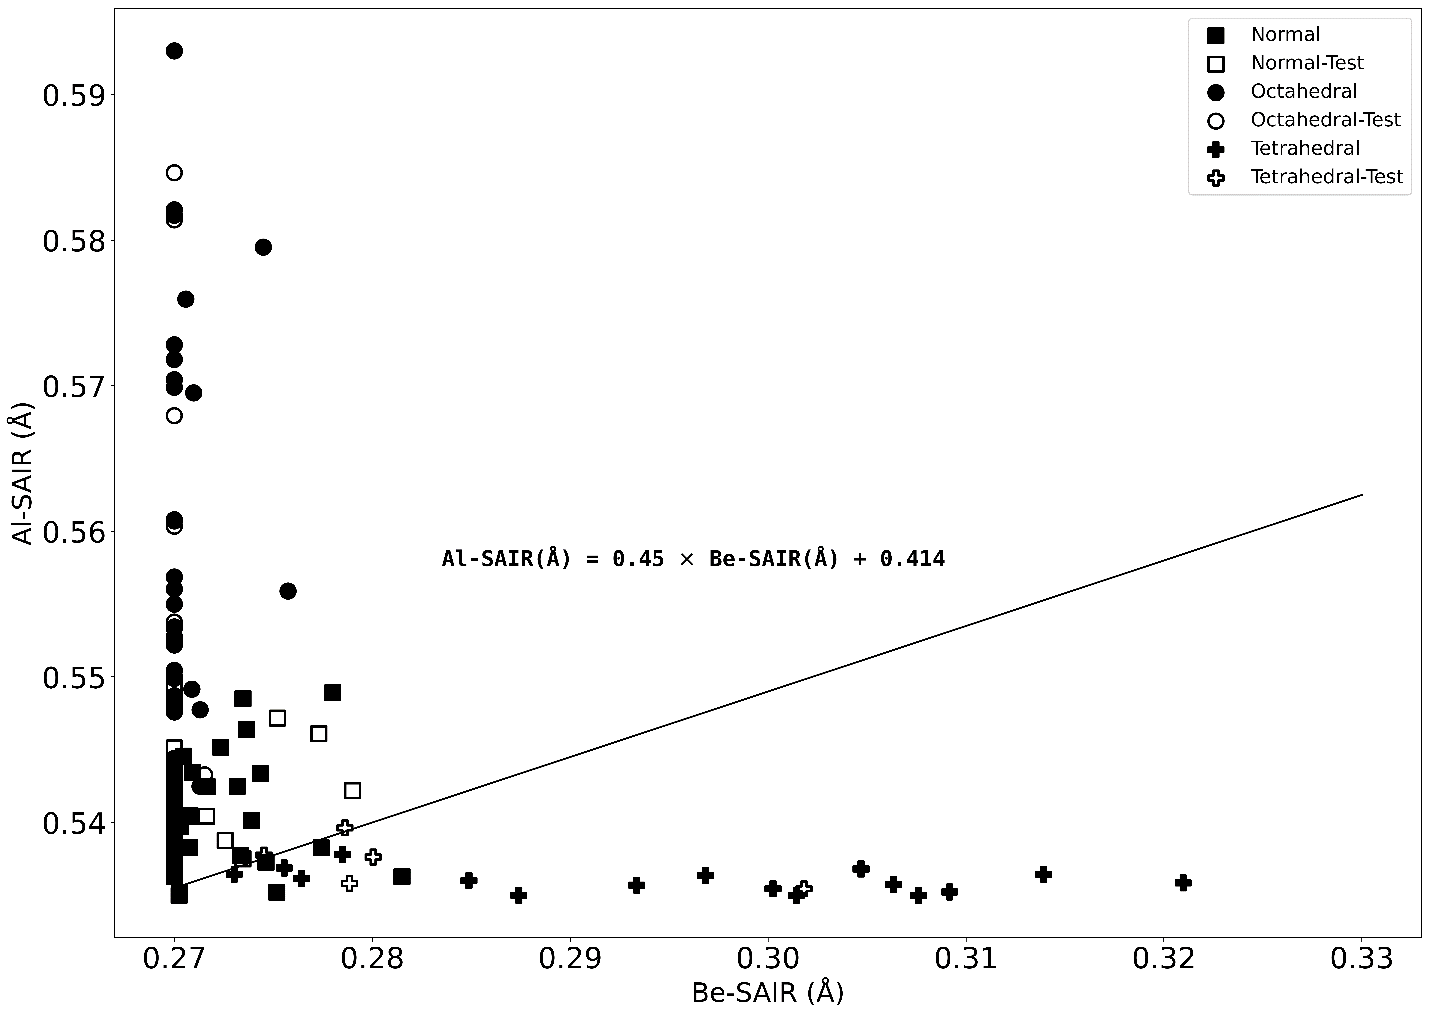 Normal
Normal-Test
Octahedral
Octahedral-Test
Tetrahedral
Tetrahedral-Test
0.59
0.58
0.57
0.56
0.55
0.54
Al-SAIR (Å)
Al-SAIR(Å) = 0.45 × Be-SAIR(Å) + 0.414
0.27 0.28 0.29 0.30 0.31 0.32 0.33
Be-SAIR (Å)